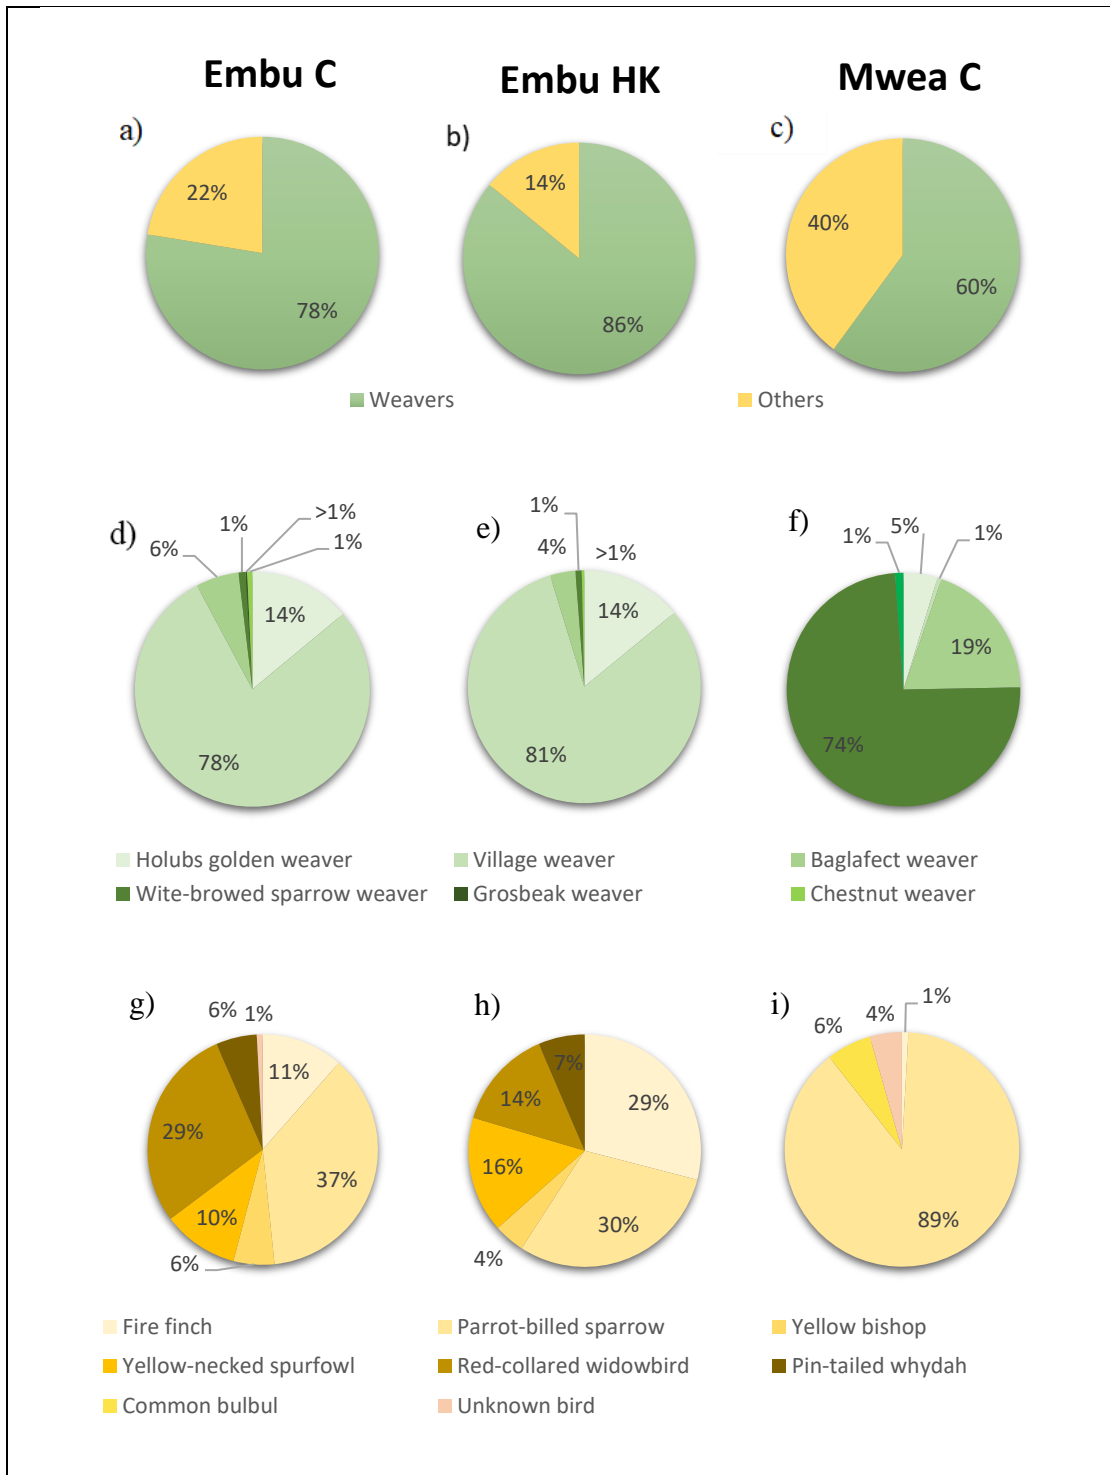 Embu C Embu HK Mwea C
a) b) c)
22% 14% 40%
78% 86% 60%
Weavers Others
d) e) f)
6% 1% >1% 1% 14% 78%
4% 1% >1% 14% 81%
1% 5% 1% 19% 74%
Holubs golden weaver Village weaver Baglafect weaver
Wite-browed sparrow weaver Grosbeak weaver Chestnut weaver
g) h) i)
6% 1% 11% 29% 37% 10% 6%
7% 29% 14% 16% 30% 4%
6% 4% 1% 89%
Fire finch Parrot-billed sparrow Yellow bishop
Yellow-necked spurfowl Red-collared widowbird Pin-tailed whydah
Common bulbul Unknown bird